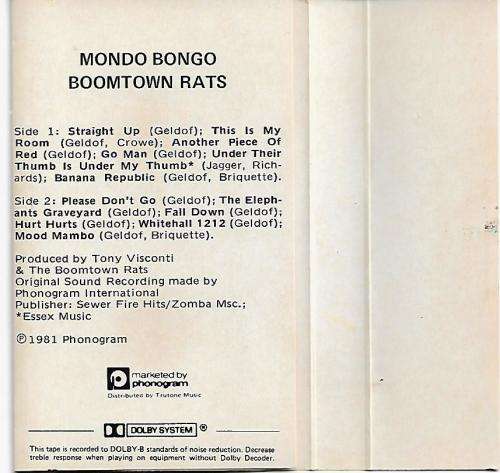 MONDO BONGO
BOOMTOWN RATS
Side 1: Straight Up (Geldof); This Is My
Room (Geldof, Crowe); Another Piece Of
Red (Geldof); Go Man (Geldof); Under Their
Thumb Is Under My Thumb* (Jagger, Rich-
ards); Banana Republic (Geldof, Briquette).
Side 2: Please Don't Go (Geldof); The Eleph-
ants Graveyard (Geldof); Fall Down (Geldof);
Hurt Hurts (Geldof); Whitehall 1212 (Geldof);
Mood Mambo (Geldof, Briquette).
Produced by Tony Visconti
& The Boomtown Rats
Original Sound Recording made by
Phonogram International
Publisher: Sewer Fire Hits/Zomba Msc.;
*Essex Music
℗ 1981 Phonogram
marketed by
phonogram
Distributed by Trutone Music
DOLBY SYSTEM ®
This tape is recorded to DOLBY-B standards of noise reduction. Decrease
treble response when playing on equipment without Dolby Decoder.